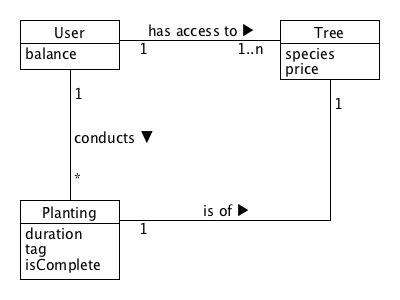 User
balance
has access to ▶
1
1..n
Tree
species
price
1
1
conducts ▼
*
Planting
duration
tag
isComplete
is of ▶
1